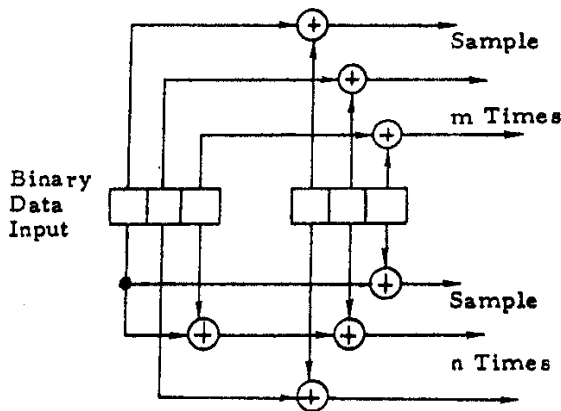 Sample
m Times
Binary
Data
Input
Sample
n Times